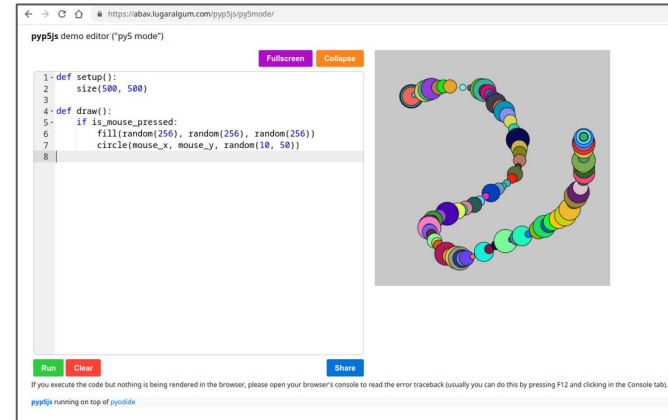 https://abav.lugaralgum.com/pyp5js/py5mode/
pyp5js demo editor ("py5 mode")
Fullscreen Collapse
1 def setup():
2 size(500, 500)
3
4 def draw():
5 if is_mouse_pressed:
6 fill(random(256), random(256), random(256))
7 circle(mouse_x, mouse_y, random(10, 50))
8
Run Clear Share
If you execute the code but nothing is being rendered in the browser, please open your browser's console to read the error traceback (usually you can do this by pressing F12 and clicking in the Console tab).
pyp5js running on top of pyodide